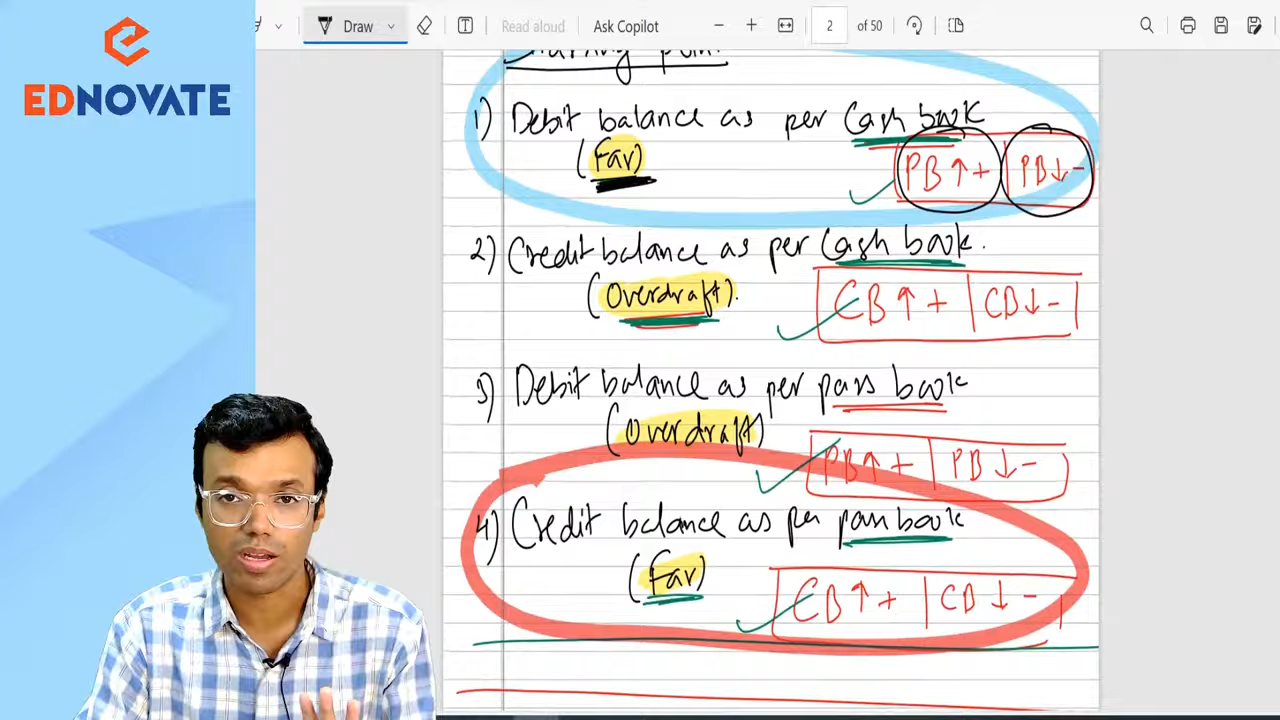 Draw
Read aloud
Ask Copilot
2 of 50
EDNOVATE
1) Debit balance as per Cash book
(Fav)
PB↑+ | PB↓-
2) Credit balance as per Cash book.
(Overdraft).
CB↑+ | CB↓-
3) Debit balance as per pass book
(Overdraft)
PB↑+ | PB↓-
4) Credit balance as per pass book
(Fav)
CB↑+ | CB↓-